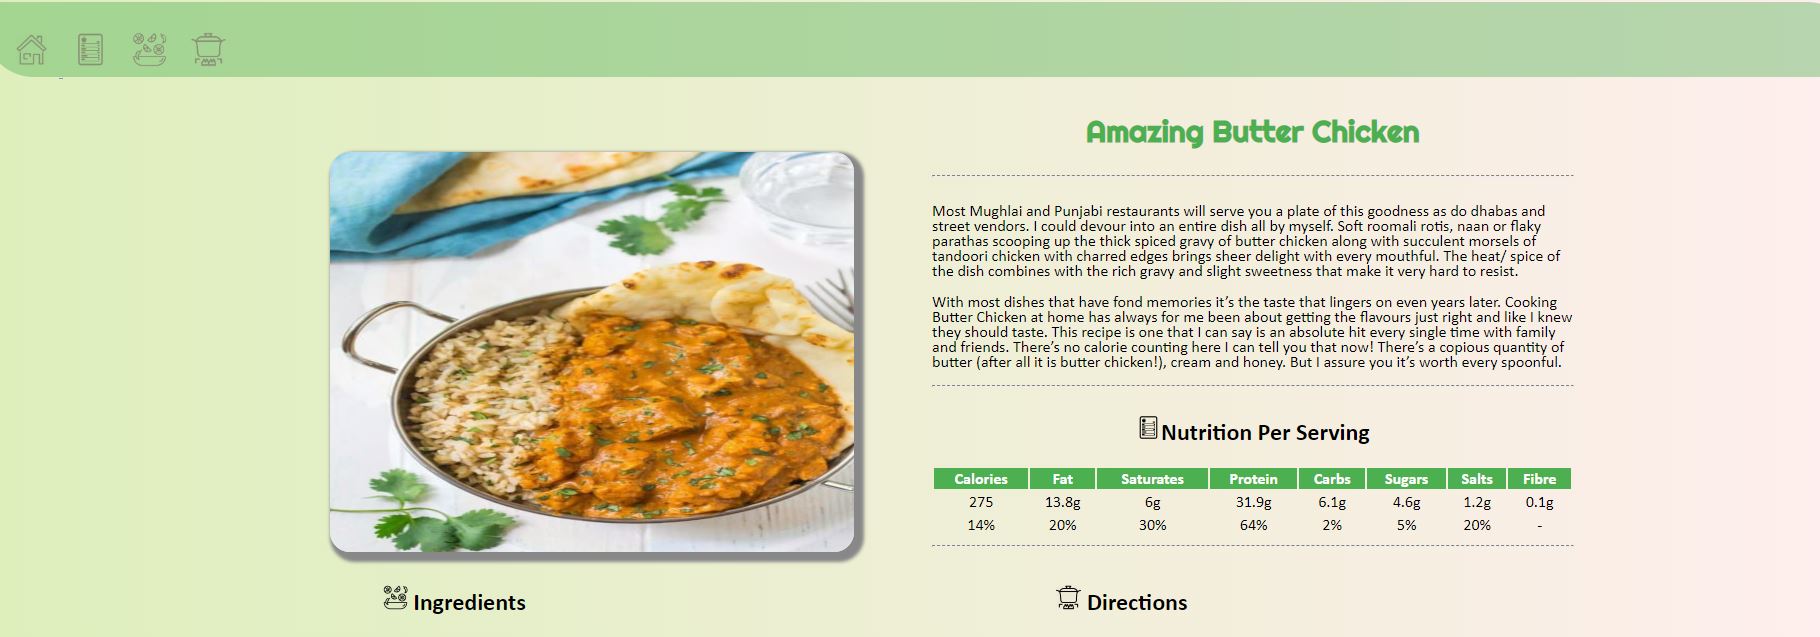 Amazing Butter Chicken
Most Mughlai and Punjabi restaurants will serve you a plate of this goodness as do dhabas and
street vendors. I could devour into an entire dish all by myself. Soft roomali rotis, naan or flaky
parathas scooping up the thick spiced gravy of butter chicken along with succulent morsels of
tandoori chicken with charred edges brings sheer delight with every mouthful. The heat/ spice of
the dish combines with the rich gravy and slight sweetness that make it very hard to resist.
With most dishes that have fond memories it’s the taste that lingers on even years later. Cooking
Butter Chicken at home has always for me been about getting the flavours just right and like I knew
they should taste. This recipe is one that I can say is an absolute hit every single time with family
and friends. There’s no calorie counting here I can tell you that now! There’s a copious quantity of
butter (after all it is butter chicken!), cream and honey. But I assure you it’s worth every spoonful.
Nutrition Per Serving
Calories Fat Saturates Protein Carbs Sugars Salts Fibre
275 13.8g 6g 31.9g 6.1g 4.6g 1.2g 0.1g
14% 20% 30% 64% 2% 5% 20% -
Ingredients
Directions